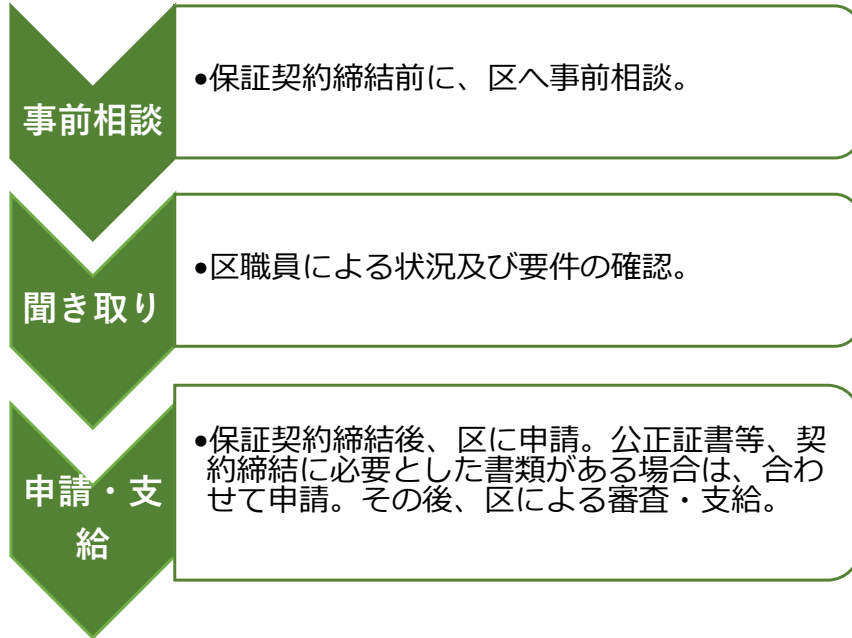 事前相談
•保証契約締結前に、区へ事前相談。
聞き取り
•区職員による状況及び要件の確認。
申請・支
給
•保証契約締結後、区に申請。公正証書等、契
約締結に必要とした書類がある場合は、合わ
せて申請。その後、区による審査・支給。